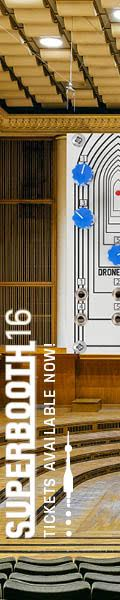 SUPERBOOTH16
TICKETS AVAILABLE NOW!
DRONE